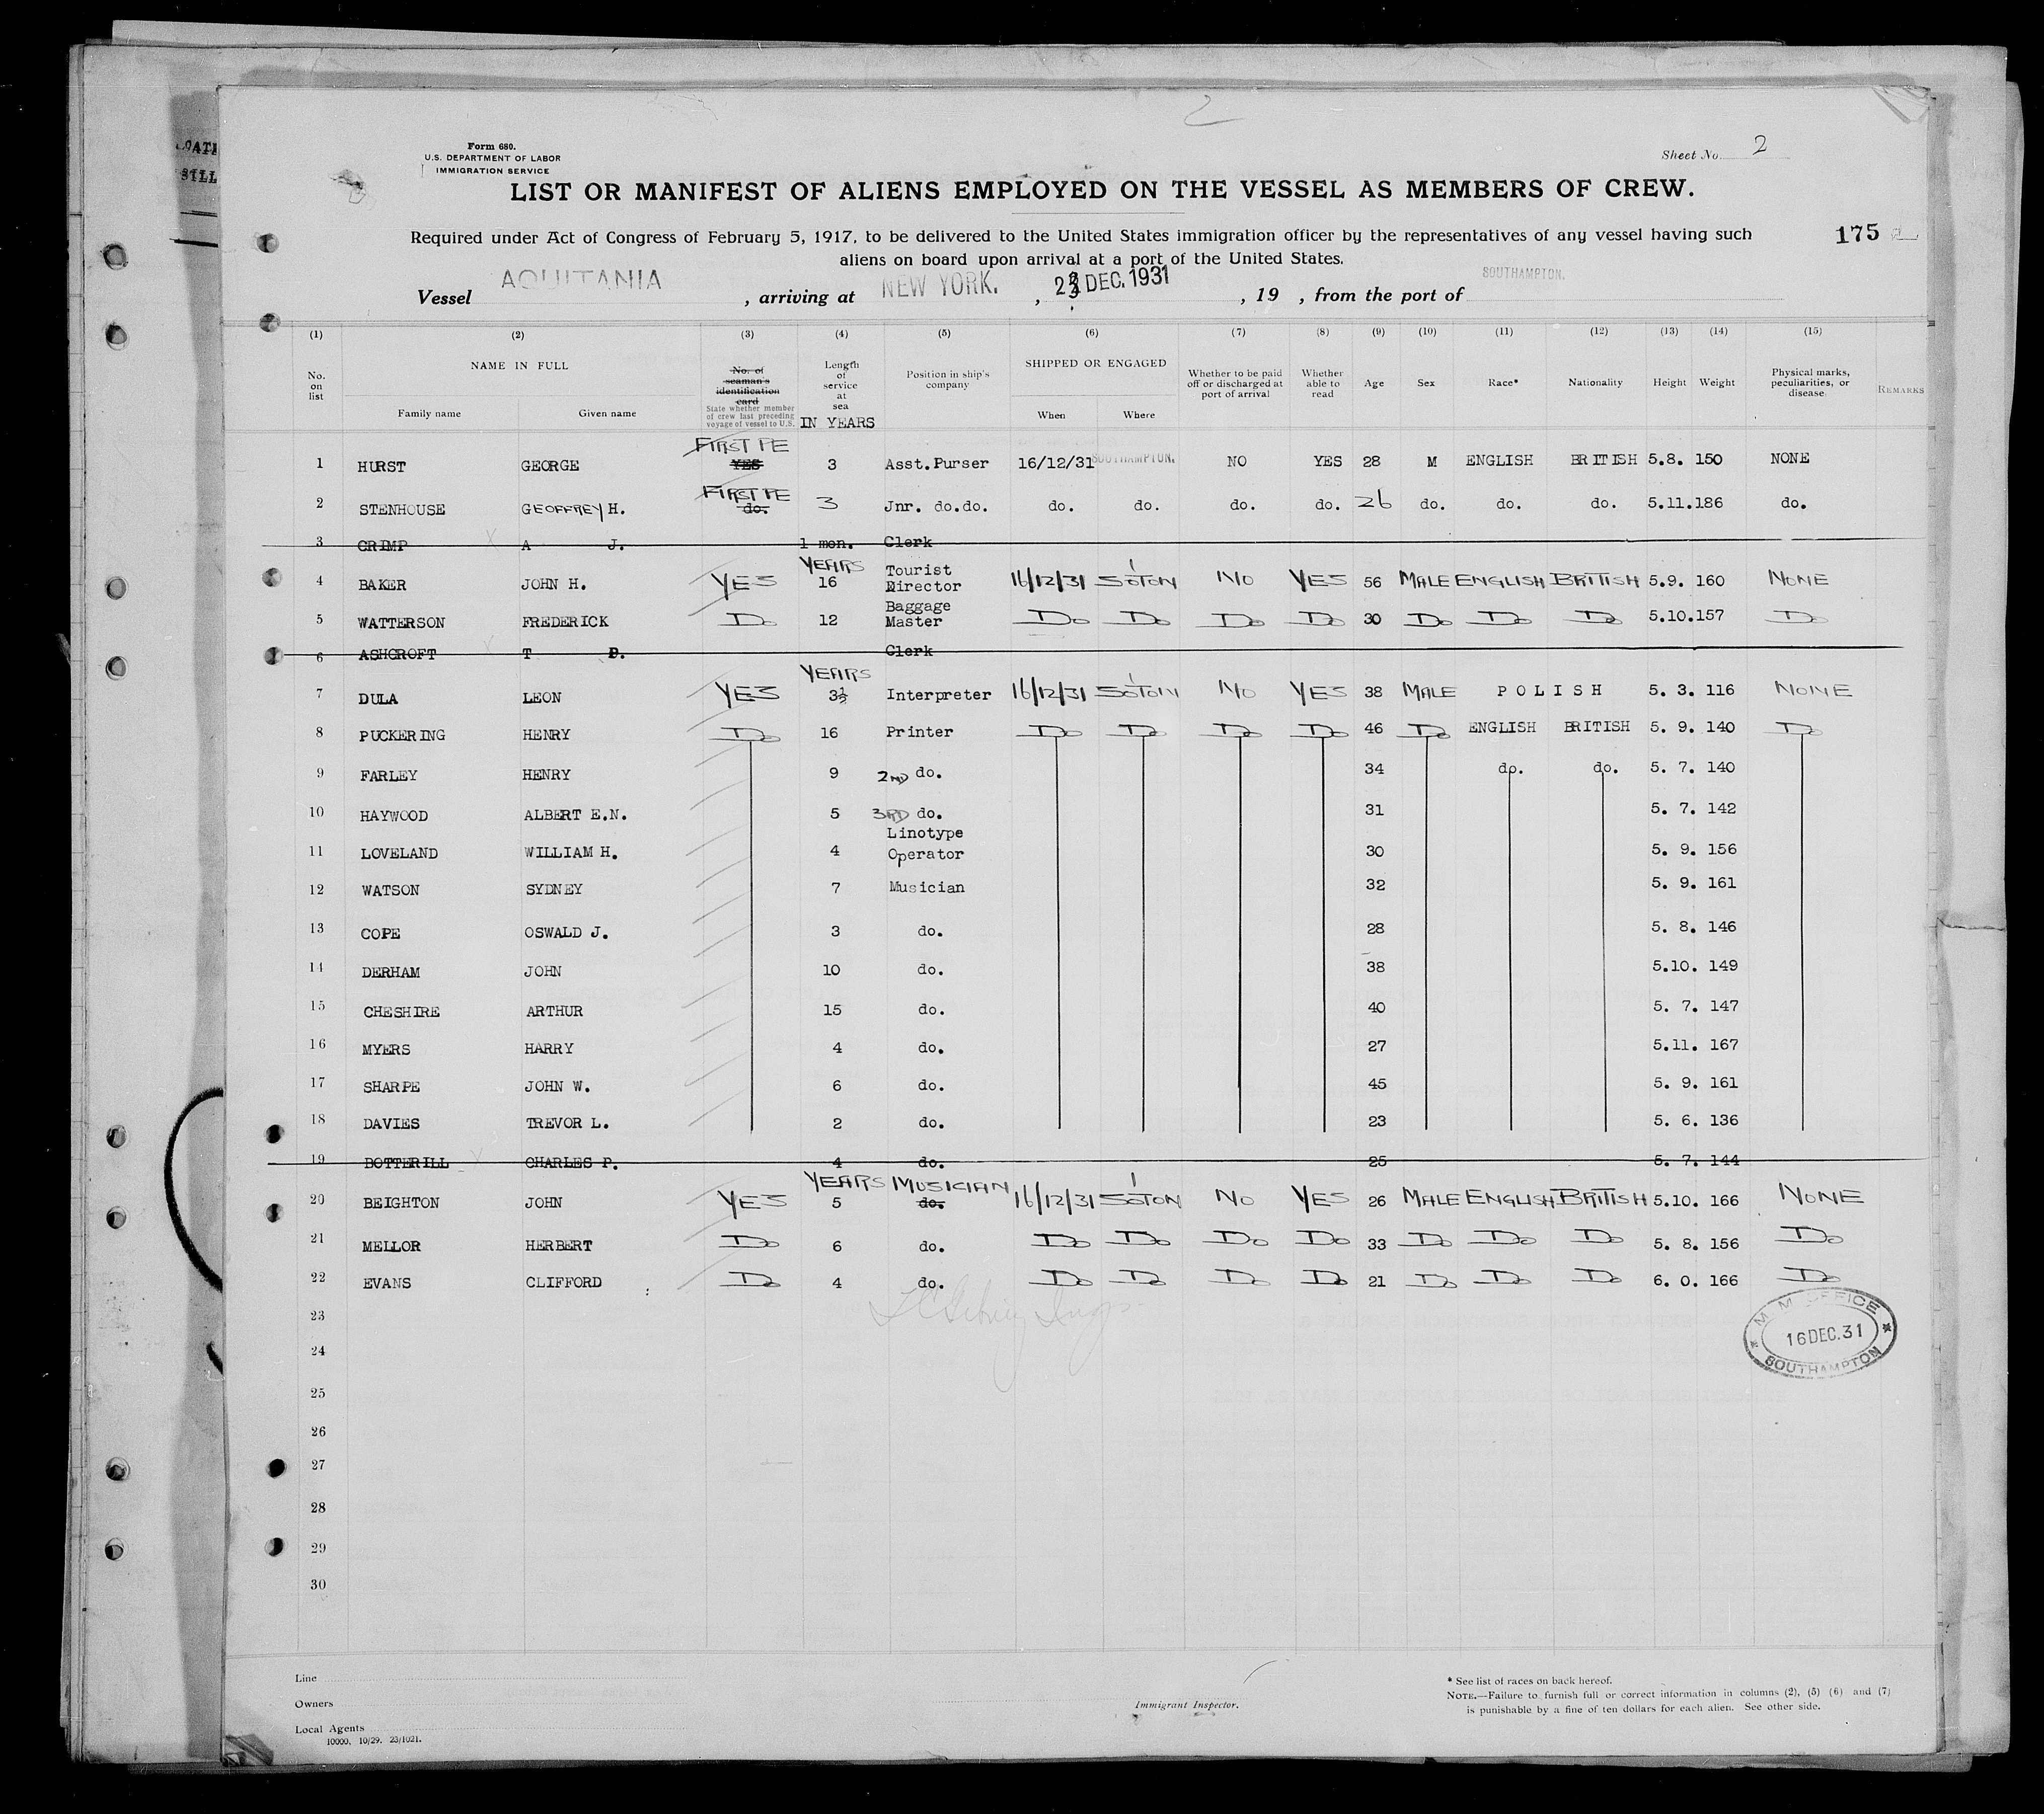 Form 680.
U.S. DEPARTMENT OF LABOR
IMMIGRATION SERVICE
2
Sheet No. 2
LIST OR MANIFEST OF ALIENS EMPLOYED ON THE VESSEL AS MEMBERS OF CREW.
175
Required under Act of Congress of February 5, 1917, to be delivered to the United States immigration officer by the representatives of any vessel having such
aliens on board upon arrival at a port of the United States.
Vessel AQUITANIA , arriving at NEW YORK. , DEC. 1931 , 19 , from the port of SOUTHAMPTON.
(1) (2) (3) (4) (5) (6) (7) (8) (9) (10) (11) (12) (13) (14) (15)
No. on list NAME IN FULL Family name Given name No. of seaman's identification card State whether member of crew last preceding voyage of vessel to U.S. Length of service at sea IN YEARS Position in ship's company SHIPPED OR ENGAGED When Where Whether to be paid off or discharged at port of arrival Whether able to read Age Sex Race* Nationality Height Weight Physical marks, peculiarities, or disease REMARKS
FIRST
1 HURST GEORGE YES 3 Asst. Purser 16/12/31 SOUTHAMPTON. NO YES 28 M ENGLISH BRITISH 5.8. 150 NONE
FIRST
2 STENHOUSE GEOFFREY H. do. 3 Jnr. do.do. do. do. do. do. 26 do. do. do. 5.11.186 do.
3 CRIMP A J. 1 mon. Clerk
YEARS Tourist
4 BAKER JOHN H. YES 16 Director 16/12/31 S'OTON NO YES 56 MALE ENGLISH BRITISH 5.9. 160 NONE
Baggage
5 WATTERSON FREDERICK Do 12 Master Do Do Do Do 30 Do Do Do 5.10.157 Do
6 ASHCROFT T P. Clerk
YEARS
7 DULA LEON YES 3½ Interpreter 16/12/31 S'OTON NO YES 38 MALE POLISH 5. 3. 116 NONE
8 PUCKERING HENRY Do 16 Printer Do Do Do Do 46 Do ENGLISH BRITISH 5. 9. 140 Do
9 FARLEY HENRY 9 2ND do. 34 do. do. 5. 7. 140
10 HAYWOOD ALBERT E.N. 5 3RD do. 31 5. 7. 142
Linotype
11 LOVELAND WILLIAM H. 4 Operator 30 5. 9. 156
12 WATSON SYDNEY 7 Musician 32 5. 9. 161
13 COPE OSWALD J. 3 do. 28 5. 8. 146
14 DERHAM JOHN 10 do. 38 5.10. 149
15 CHESHIRE ARTHUR 15 do. 40 5. 7. 147
16 MYERS HARRY 4 do. 27 5.11. 167
17 SHARPE JOHN W. 6 do. 45 5. 9. 161
18 DAVIES TREVOR L. 2 do. 23 5. 6. 136
19 BOTTERILL CHARLES P. 4 do. 25 5. 7. 144
YEARS MUSICIAN
20 BEIGHTON JOHN YES 5 do. 16/12/31 S'OTON NO YES 26 MALE ENGLISH BRITISH 5.10. 166 NONE
21 MELLOR HERBERT Do 6 do. Do Do Do Do 33 Do Do Do 5. 8. 156 Do
22 EVANS CLIFFORD Do 4 do. Do Do Do Do 21 Do Do Do 6. 0. 166 Do
23
24
25
26
27
28
29
30
M. M. OFFICE
16 DEC. 31
SOUTHAMPTON
Line
Owners
Local Agents
10000, 10/29. 23/1021.
Immigrant Inspector.
* See list of races on back hereof.
NOTE.—Failure to furnish full or correct information in columns (2), (5) (6) and (7)
is punishable by a fine of ten dollars for each alien. See other side.